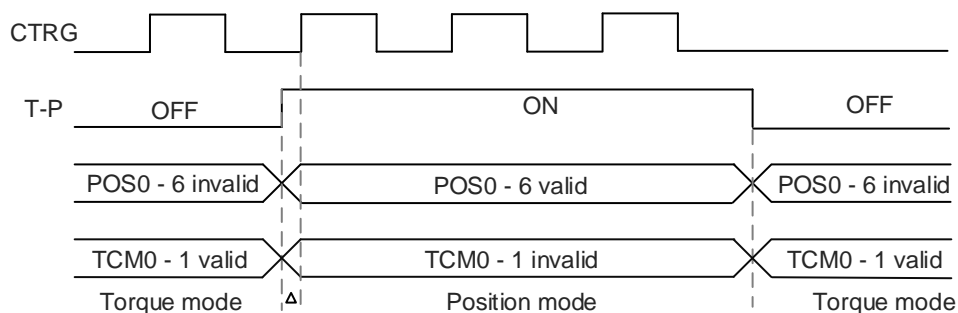 CTRG
T-P OFF ON OFF
POS0 - 6 invalid POS0 - 6 valid POS0 - 6 invalid
TCM0 - 1 valid TCM0 - 1 invalid TCM0 - 1 valid
Torque mode Δ Position mode Torque mode